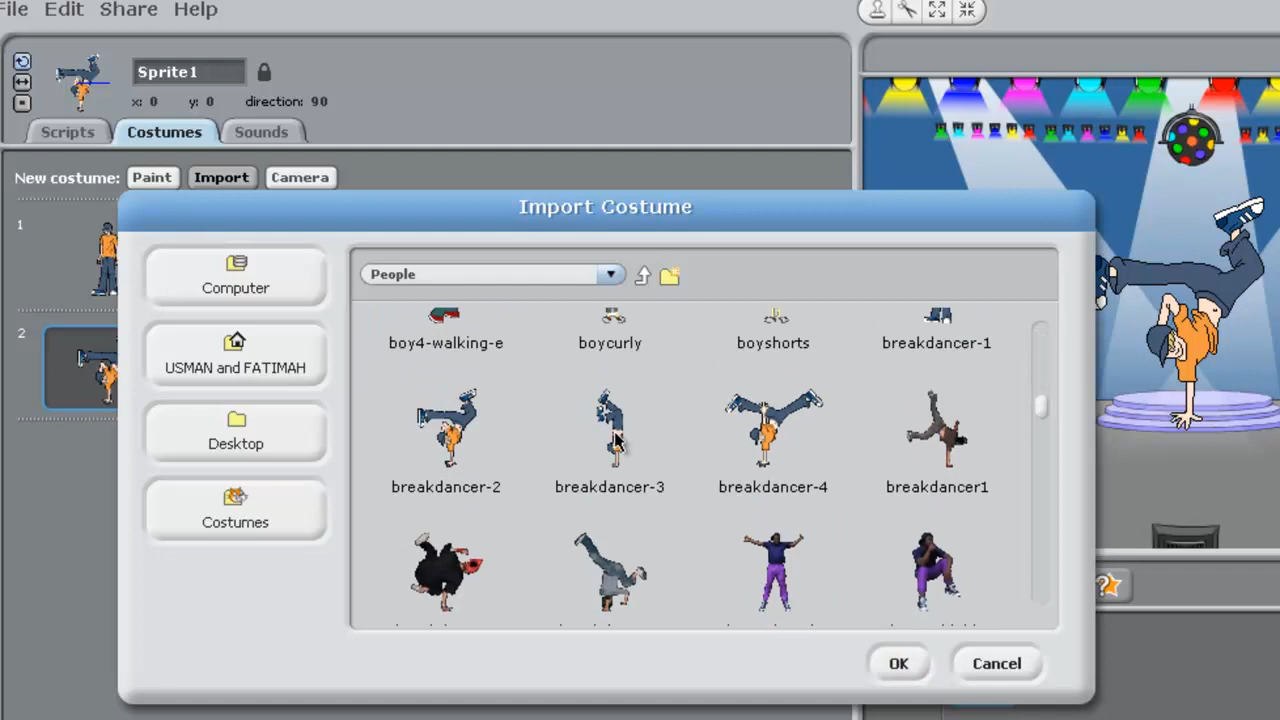 File Edit Share Help
Sprite1
x: 0 y: 0 direction: 90
Scripts Costumes Sounds
New costume: Paint Import Camera
1
2
Import Costume
Computer
USMAN and FATIMAH
Desktop
Costumes
People
boy4-walking-e boycurly boyshorts breakdancer-1
breakdancer-2 breakdancer-3 breakdancer-4 breakdancer1
OK Cancel